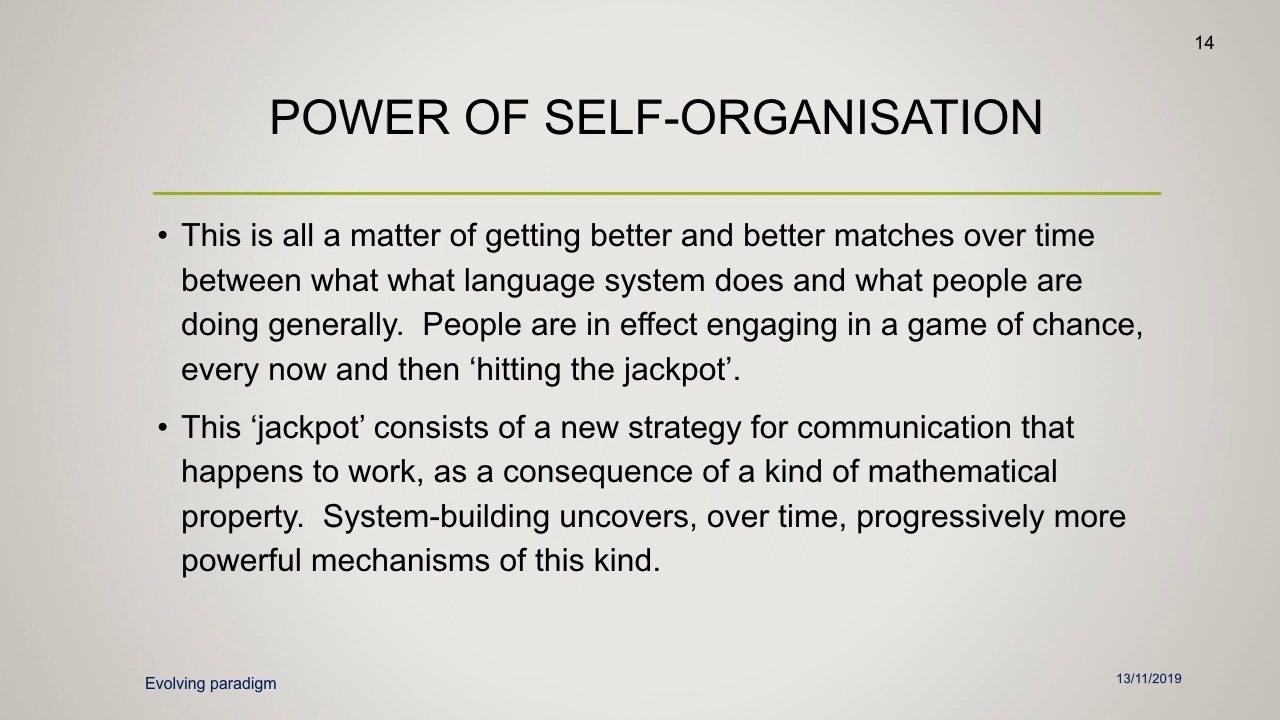 14
POWER OF SELF-ORGANISATION
• This is all a matter of getting better and better matches over time
between what what language system does and what people are
doing generally.  People are in effect engaging in a game of chance,
every now and then ‘hitting the jackpot’.
• This ‘jackpot’ consists of a new strategy for communication that
happens to work, as a consequence of a kind of mathematical
property.  System-building uncovers, over time, progressively more
powerful mechanisms of this kind.
Evolving paradigm
13/11/2019